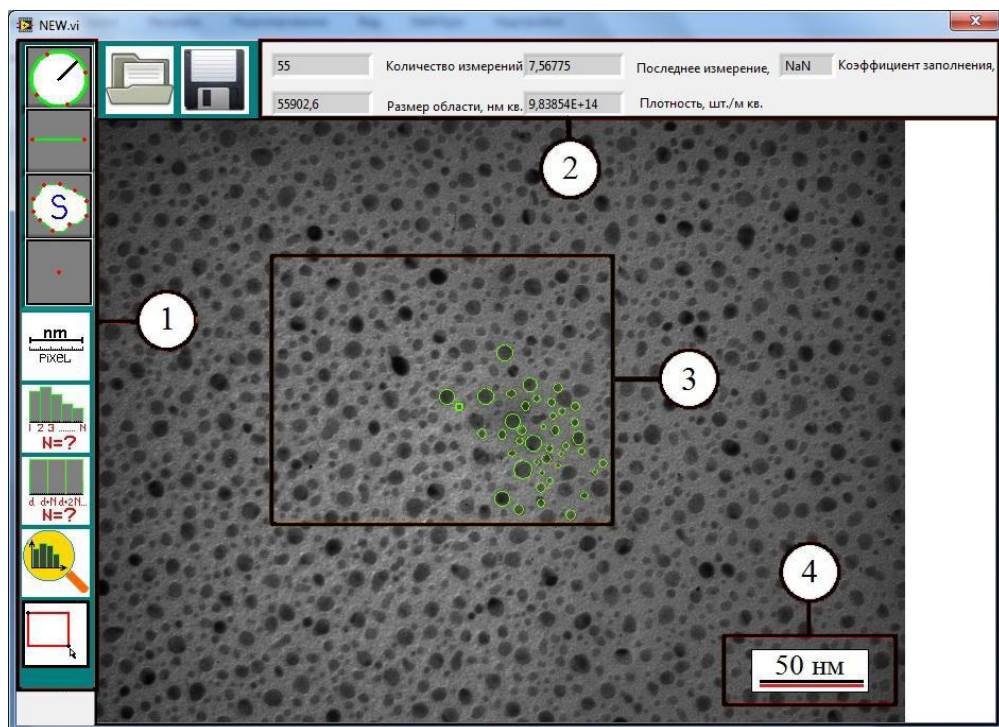 NEW.vi
55
Количество измерений
7,56775
Последнее измерение,
NaN
Коэффициент заполнения,
55902,6
Размер области, нм кв.
9,83854E+14
Плотность, шт./м кв.
S
nm
PiXEL
1 2 3 ........ N
N=?
d d+N d+2N...
N=?
1
2
3
4
50 нм